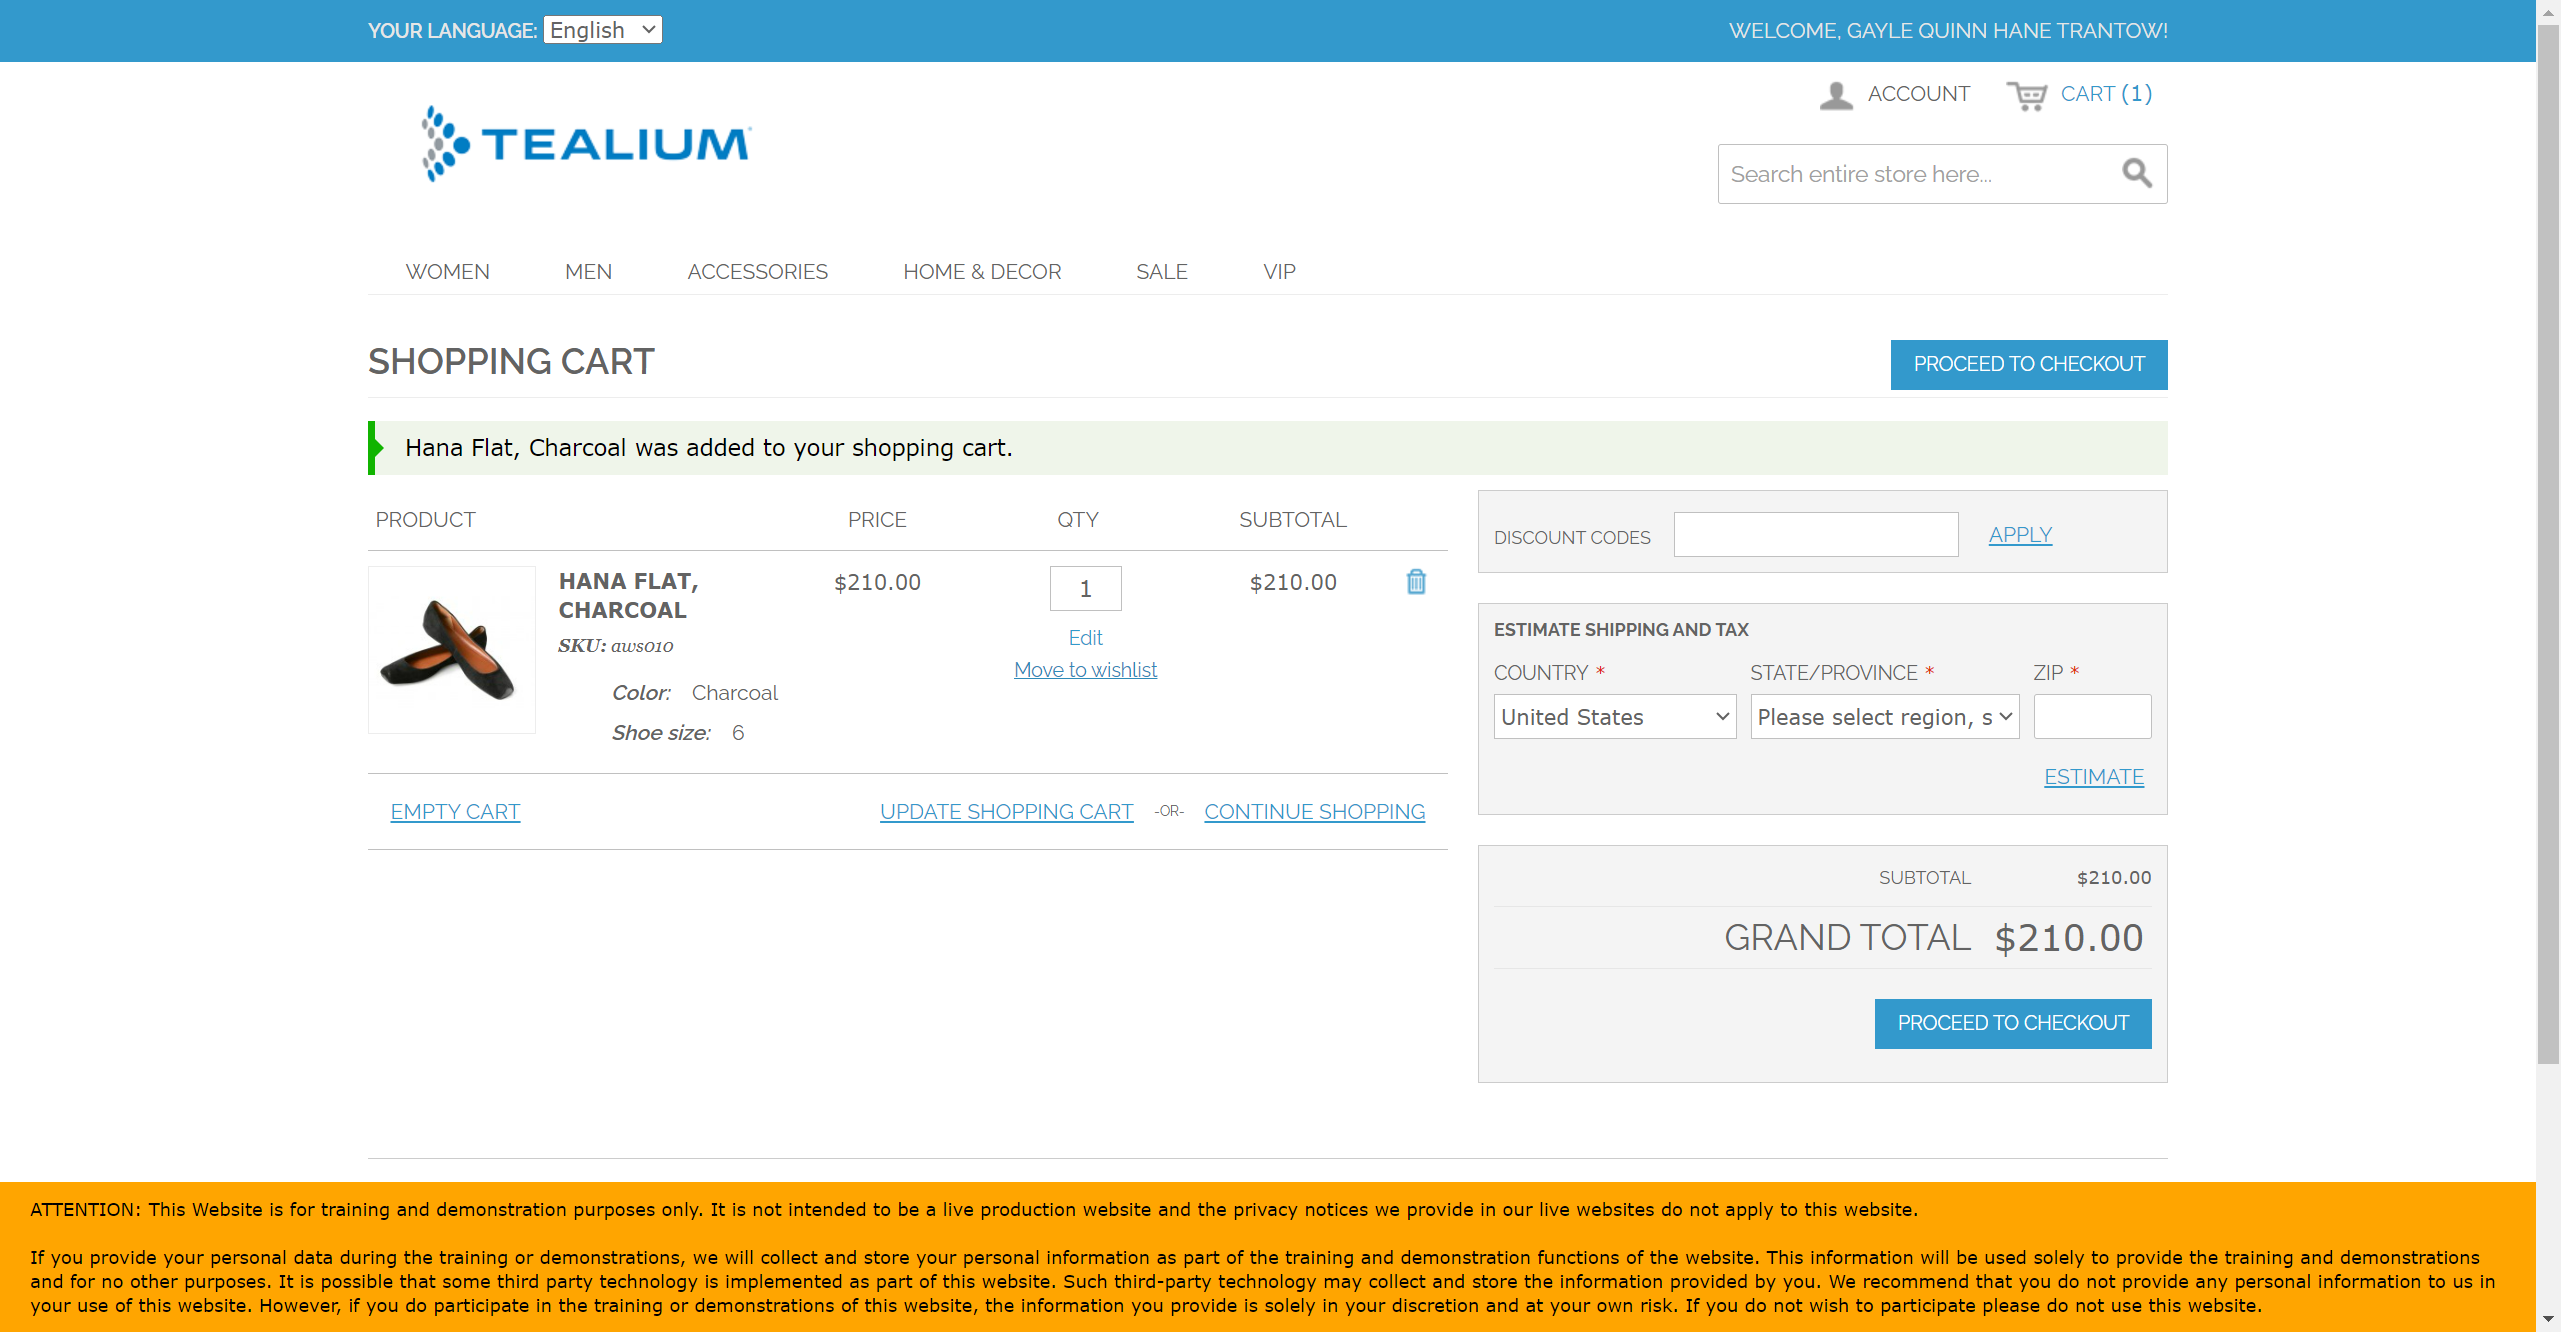 YOUR LANGUAGE: English
WELCOME, GAYLE QUINN HANE TRANTOW!
ACCOUNT
CART (1)
TEALIUM
Search entire store here...
WOMEN MEN ACCESSORIES HOME & DECOR SALE VIP
SHOPPING CART
PROCEED TO CHECKOUT
Hana Flat, Charcoal was added to your shopping cart.
PRODUCT PRICE QTY SUBTOTAL
HANA FLAT, CHARCOAL
SKU: aws010
Color: Charcoal
Shoe size: 6
$210.00
1
Edit
Move to wishlist
$210.00
EMPTY CART
UPDATE SHOPPING CART -OR- CONTINUE SHOPPING
DISCOUNT CODES
APPLY
ESTIMATE SHIPPING AND TAX
COUNTRY * STATE/PROVINCE * ZIP *
United States Please select region, s
ESTIMATE
SUBTOTAL $210.00
GRAND TOTAL $210.00
PROCEED TO CHECKOUT
ATTENTION: This Website is for training and demonstration purposes only. It is not intended to be a live production website and the privacy notices we provide in our live websites do not apply to this website.
If you provide your personal data during the training or demonstrations, we will collect and store your personal information as part of the training and demonstration functions of the website. This information will be used solely to provide the training and demonstrations
and for no other purposes. It is possible that some third party technology is implemented as part of this website. Such third-party technology may collect and store the information provided by you. We recommend that you do not provide any personal information to us in
your use of this website. However, if you do participate in the training or demonstrations of this website, the information you provide is solely in your discretion and at your own risk. If you do not wish to participate please do not use this website.